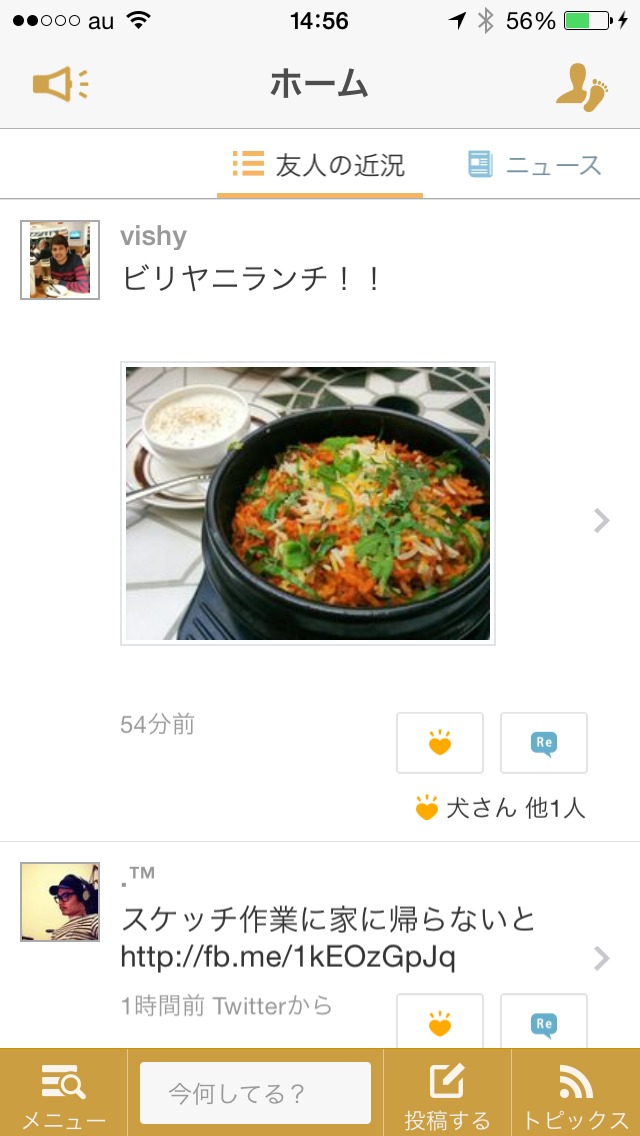 au 14:56 56%
ホーム
友人の近況 ニュース
vishy
ビリヤニランチ！！
54分前
Re
犬さん 他1人
.™
スケッチ作業に家に帰らないと
http://fb.me/1kEOzGpJq
1時間前 Twitterから
Re
今何してる？
メニュー 投稿する トピックス